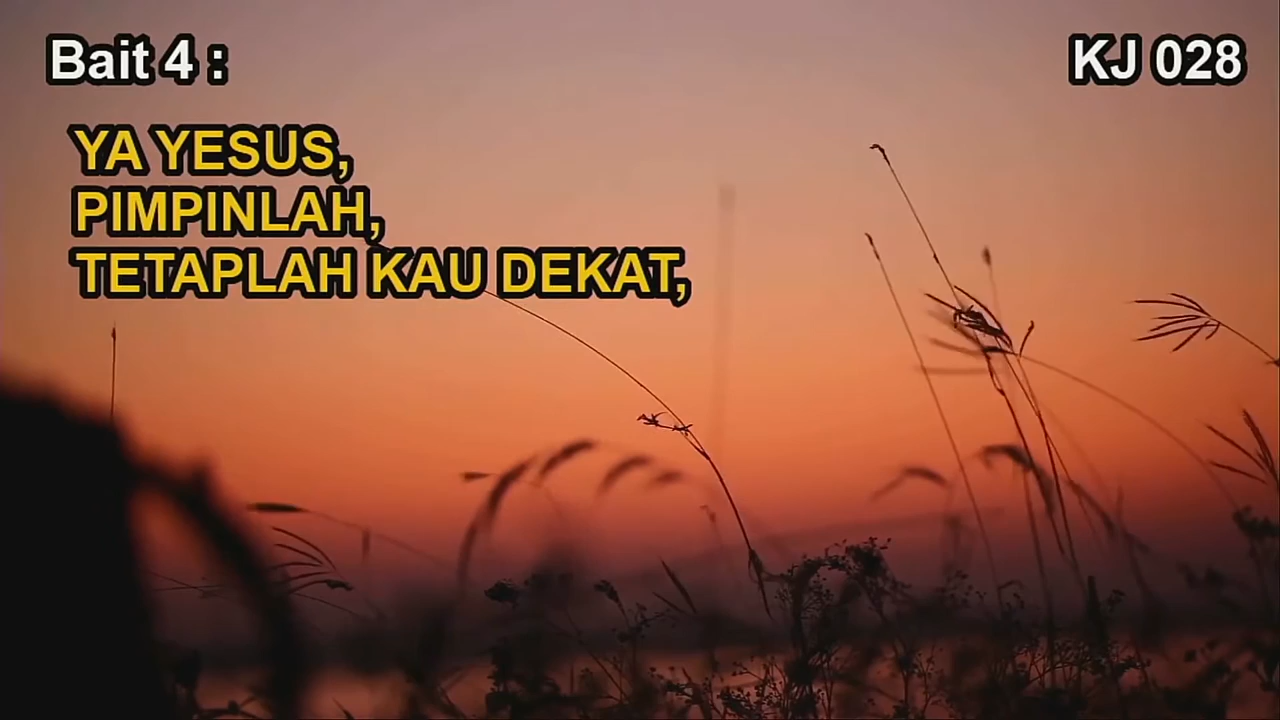 Bait 4 :
KJ 028
YA YESUS,
PIMPINLAH,
TETAPLAH KAU DEKAT,